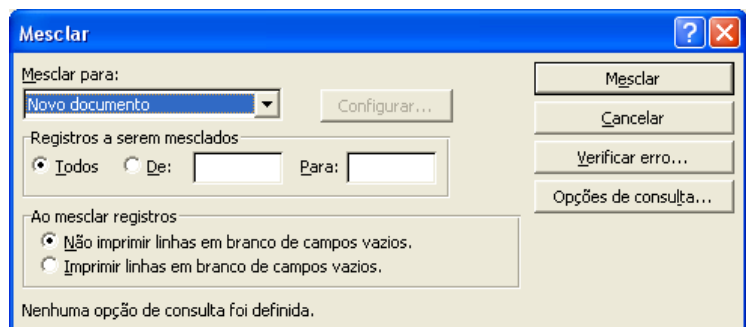 Mesclar
Mesclar para:
Novo documento
Configurar...
Registros a serem mesclados
Todos De: Para:
Ao mesclar registros
Não imprimir linhas em branco de campos vazios.
Imprimir linhas em branco de campos vazios.
Nenhuma opção de consulta foi definida.
Mesclar
Cancelar
Verificar erro...
Opções de consulta...